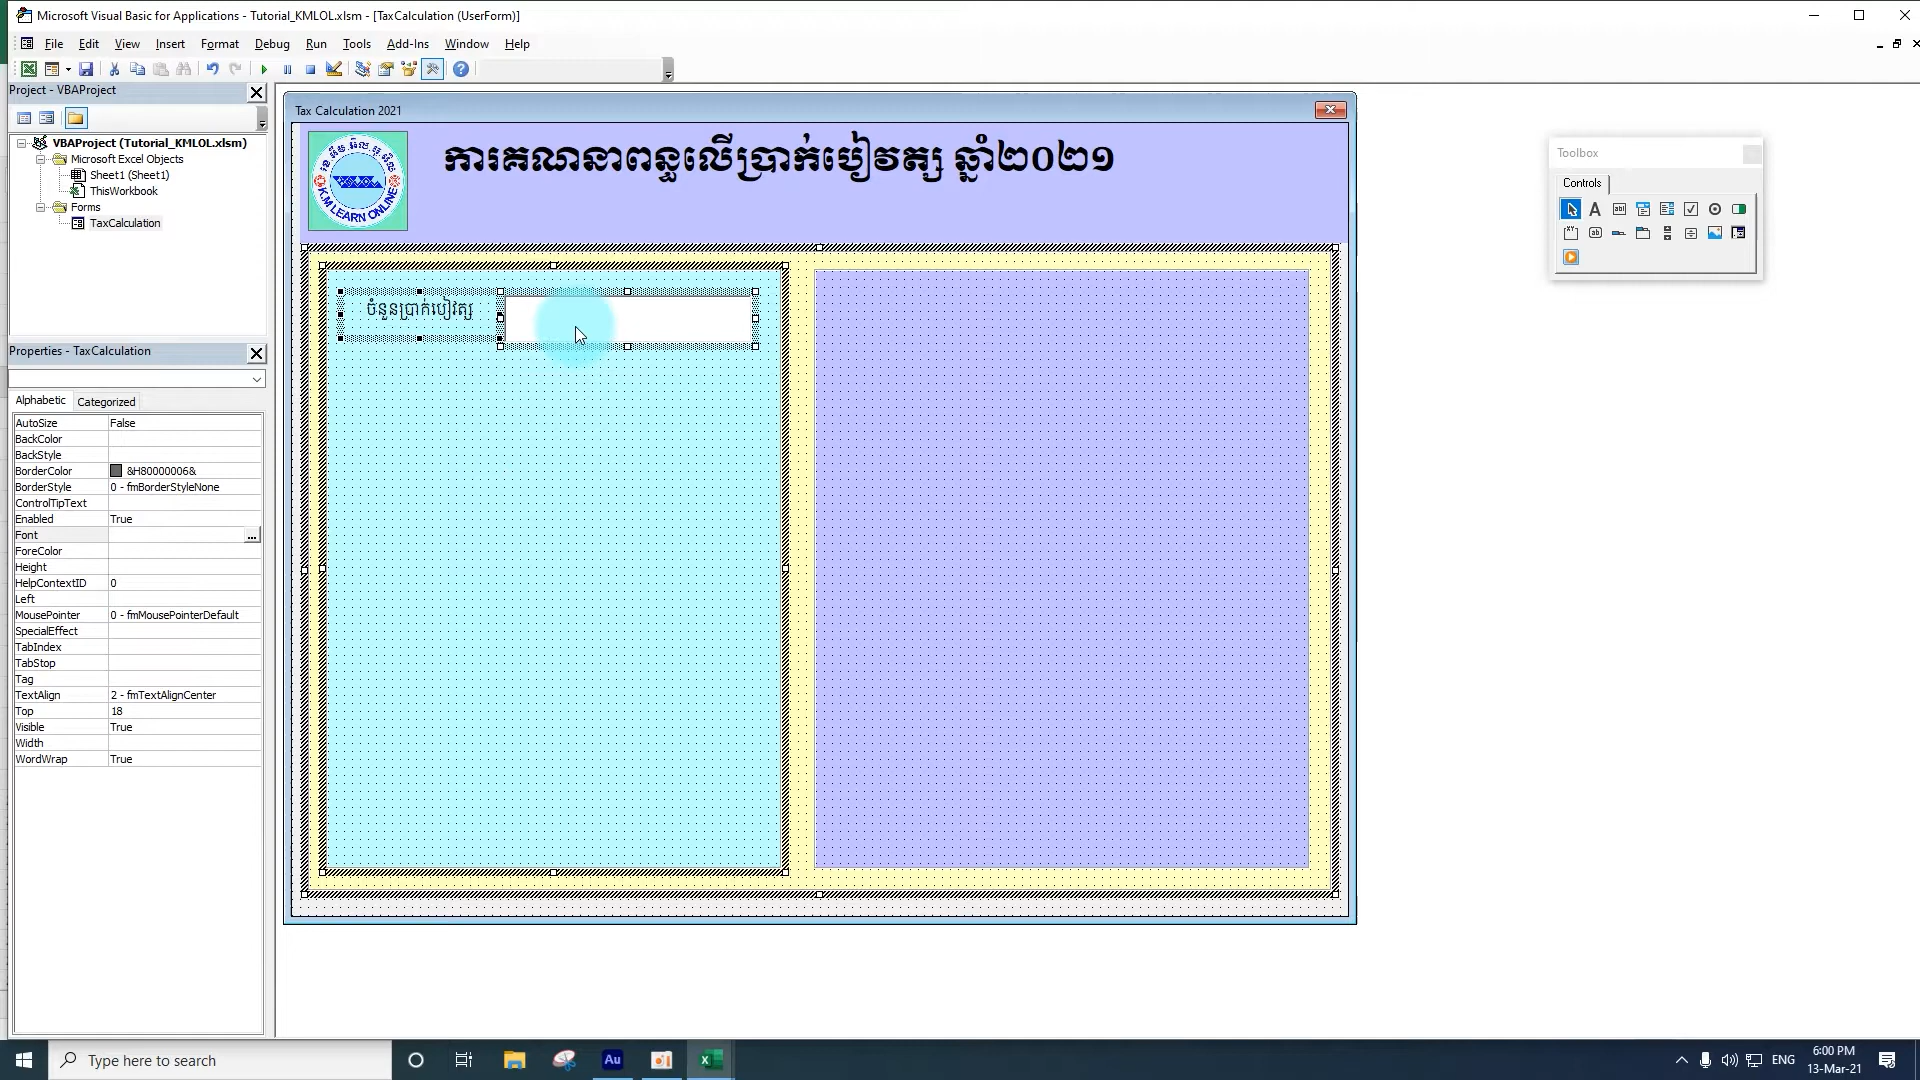 Microsoft Visual Basic for Applications - Tutorial_KMLOL.xlsm - [TaxCalculation (UserForm)]
File Edit View Insert Format Debug Run Tools Add-Ins Window Help
Project - VBAProject
VBAProject (Tutorial_KMLOL.xlsm)
Microsoft Excel Objects
Sheet1 (Sheet1)
ThisWorkbook
Forms
TaxCalculation
Properties - TaxCalculation
Alphabetic Categorized
AutoSize False
BackColor
BackStyle
BorderColor &H80000006&
BorderStyle 0 - fmBorderStyleNone
ControlTipText
Enabled True
Font ...
ForeColor
Height
HelpContextID 0
Left
MousePointer 0 - fmMousePointerDefault
SpecialEffect
TabIndex
TabStop
Tag
TextAlign 2 - fmTextAlignCenter
Top 18
Visible True
Width
WordWrap True
Tax Calculation 2021
K.M LEARN ONLINE
ការគណនាពន្ធលើប្រាក់បៀវត្ស ឆ្នាំ២០២១
ចំនួនប្រាក់បៀវត្ស
Toolbox
Controls
Type here to search
Au
ENG
6:00 PM
13-Mar-21